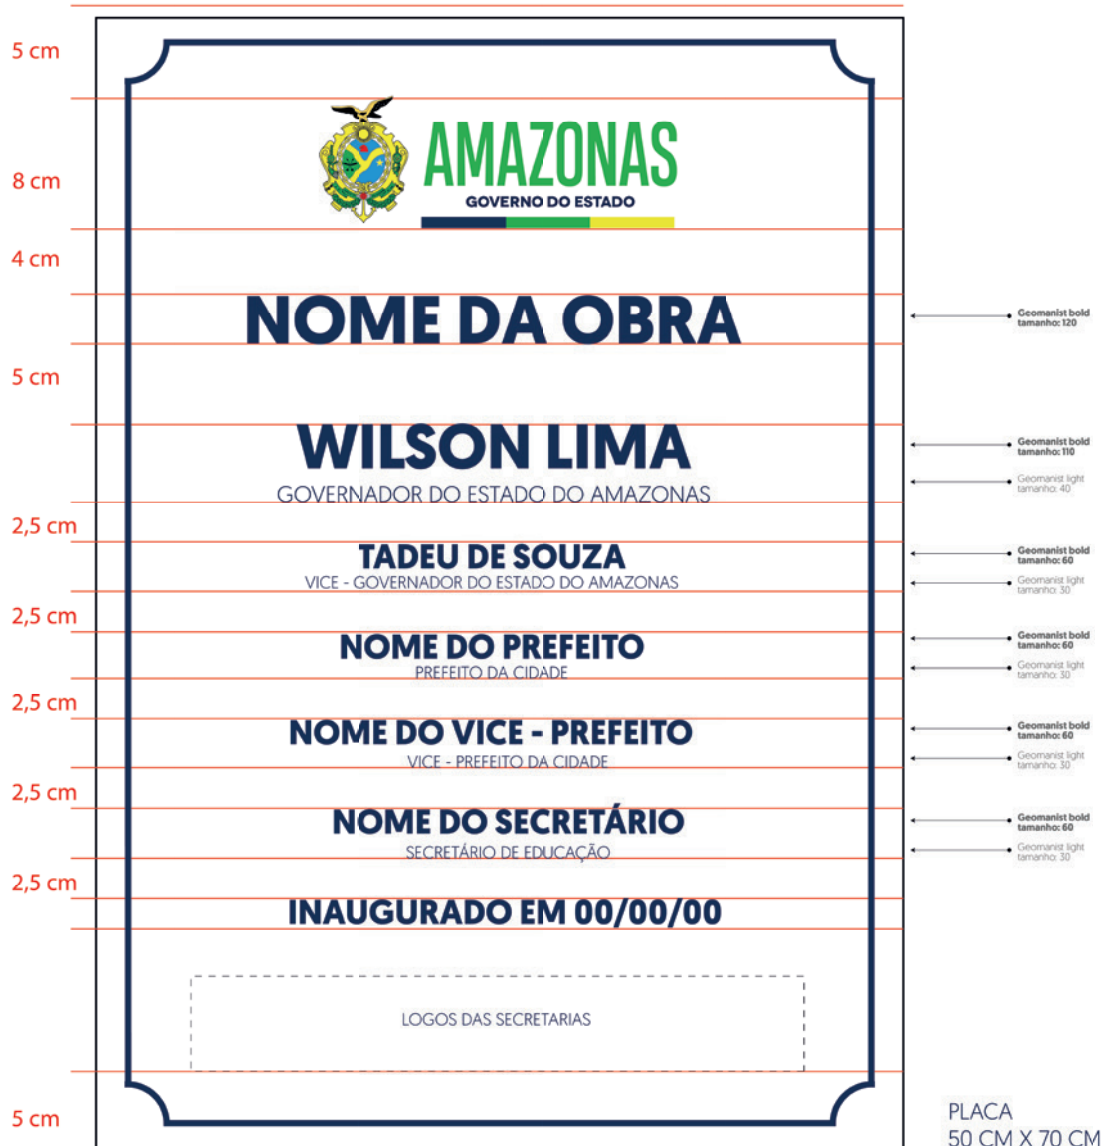 5 cm
AMAZONAS
GOVERNO DO ESTADO
8 cm
4 cm
NOME DA OBRA
Geomanist bold
tamanho: 120
5 cm
WILSON LIMA
Geomanist bold
tamanho: 110
GOVERNADOR DO ESTADO DO AMAZONAS
Geomanist light
tamanho: 40
2,5 cm
TADEU DE SOUZA
Geomanist bold
tamanho: 60
VICE - GOVERNADOR DO ESTADO DO AMAZONAS
Geomanist light
tamanho: 30
2,5 cm
NOME DO PREFEITO
Geomanist bold
tamanho: 60
PREFEITO DA CIDADE
Geomanist light
tamanho: 30
2,5 cm
NOME DO VICE - PREFEITO
Geomanist bold
tamanho: 60
VICE - PREFEITO DA CIDADE
Geomanist light
tamanho: 30
2,5 cm
NOME DO SECRETÁRIO
Geomanist bold
tamanho: 60
SECRETÁRIO DE EDUCAÇÃO
Geomanist light
tamanho: 30
2,5 cm
INAUGURADO EM 00/00/00
LOGOS DAS SECRETARIAS
5 cm
PLACA
50 CM X 70 CM